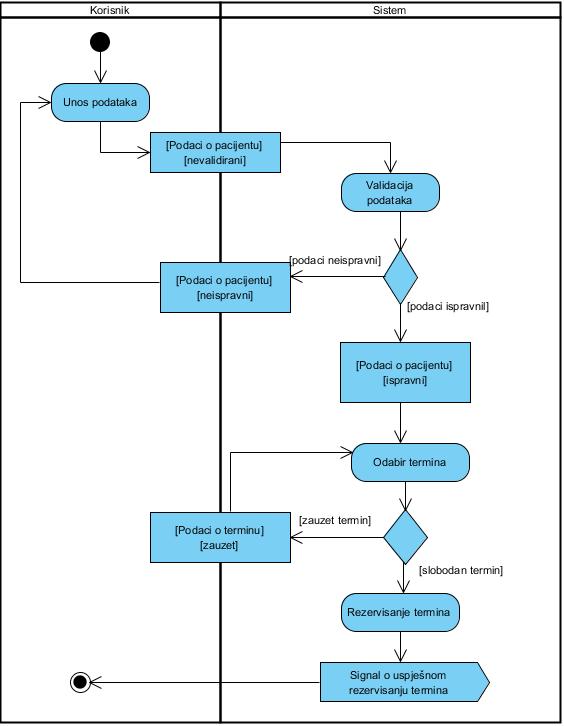 Korisnik
Sistem
Unos podataka
[Podaci o pacijentu]
[nevalidirani]
Validacija
podataka
[podaci neispravni]
[Podaci o pacijentu]
[neispravni]
[podaci ispravniI]
[Podaci o pacijentu]
[ispravni]
Odabir termina
[zauzet termin]
[Podaci o terminu]
[zauzet]
[slobodan termin]
Rezervisanje termina
Signal o uspješnom
rezervisanju termina